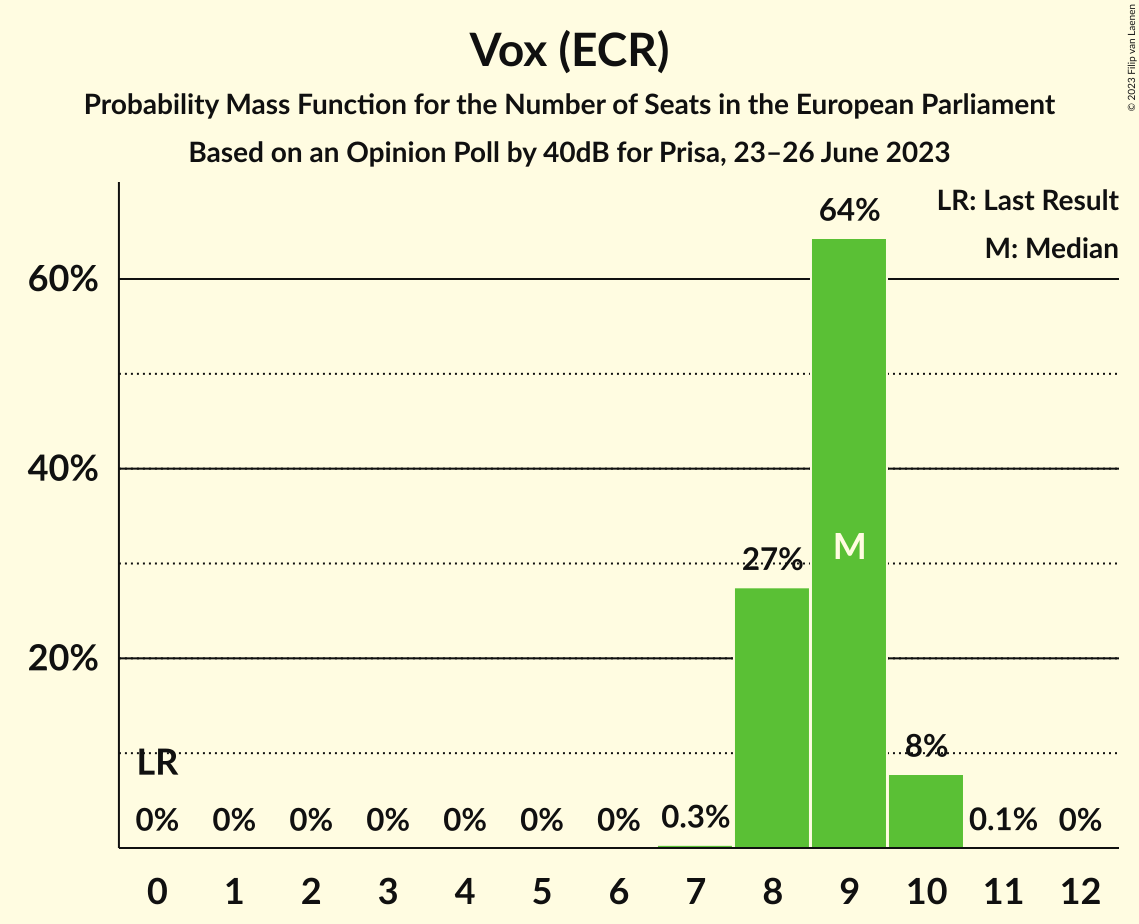 Vox (ECR)
Probability Mass Function for the Number of Seats in the European Parliament
Based on an Opinion Poll by 40dB for Prisa, 23–26 June 2023
© 2023 Filip van Laenen
LR: Last Result
M: Median
60%
40%
20%
LR
0% 0% 0% 0% 0% 0% 0% 0.3% 27% 64% 8% 0.1% 0%
M
0 1 2 3 4 5 6 7 8 9 10 11 12